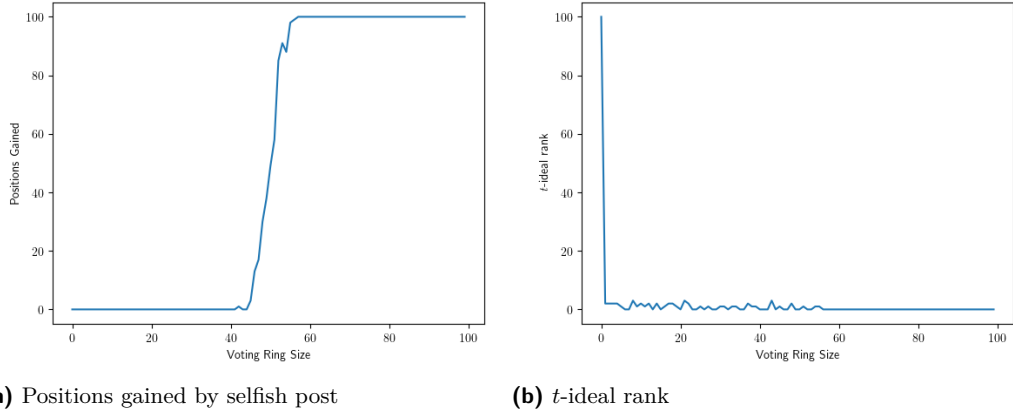 100
80
60
40
20
0
Positions Gained
0 20 40 60 80 100
Voting Ring Size
100
80
60
40
20
0
t-ideal rank
0 20 40 60 80 100
Voting Ring Size
) Positions gained by selfish post
(b) t-ideal rank